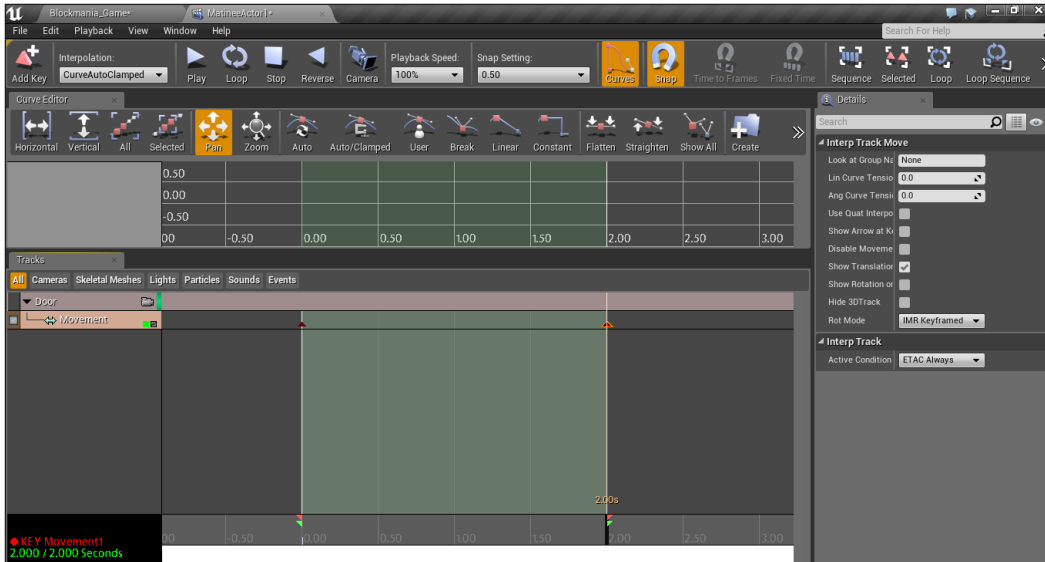 Blockmania_Game•
MatineeActor1•
File Edit Playback View Window Help
Search For Help
Interpolation:
Playback Speed:
Snap Setting:
CurveAutoClamped
100%
0.50
Add Key
Play
Loop
Stop
Reverse
Camera
Curves
Snap
Time to Frames
Fixed Time
Sequence
Selected
Loop
Loop Sequence
Curve Editor
Horizontal
Vertical
All
Selected
Pan
Zoom
Auto
Auto/Clamped
User
Break
Linear
Constant
Flatten
Straighten
Show All
Create
0.50
0.00
-0.50
00 -0.50 0.00 0.50 1.00 1.50 2.00 2.50 3.00
Tracks
All Cameras Skeletal Meshes Lights Particles Sounds Events
Door
Movement
2.00s
00 -0.50 0.00 0.50 1.00 1.50 2.00 2.50 3.00
KEY Movement1
2.000 / 2.000 Seconds
Details
Search
Interp Track Move
Look at Group Na None
Lin Curve Tensio 0.0
Ang Curve Tensi 0.0
Use Quat Interpo
Show Arrow at K
Disable Moveme
Show Translation
Show Rotation or
Hide 3DTrack
Rot Mode IMR Keyframed
Interp Track
Active Condition ETAC Always